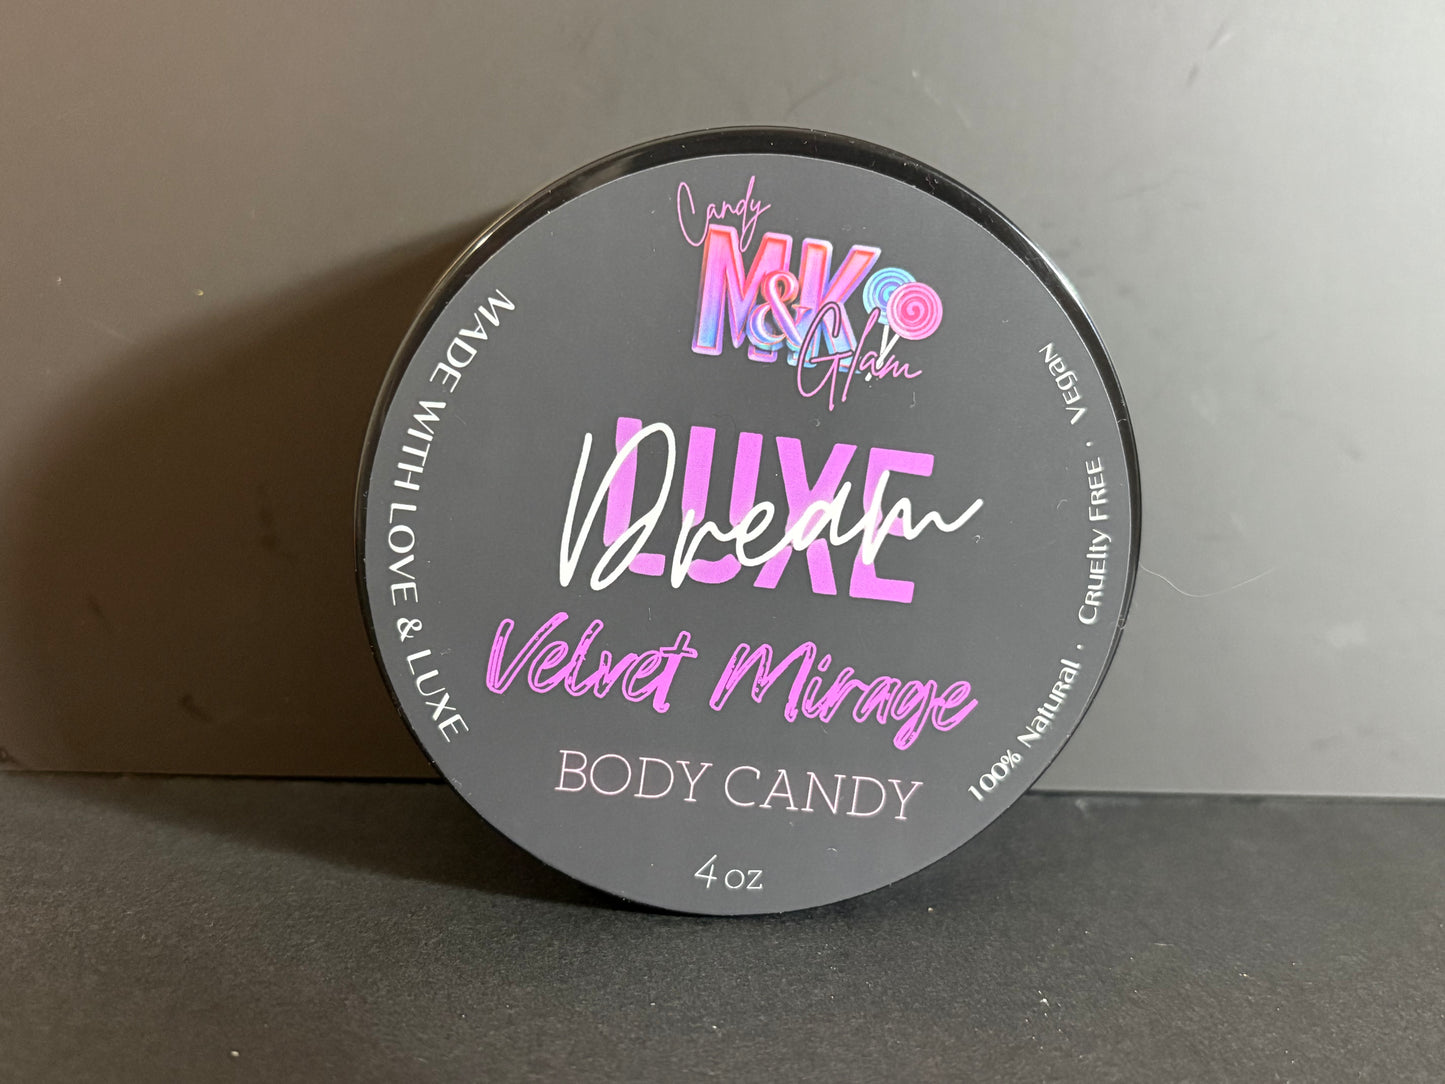 Candy
M&K
Glam
LUXE
Dream
Velvet Mirage
BODY CANDY
4 oz
MADE WITH LOVE & LUXE
100% Natural · Cruelty Free · Vegan